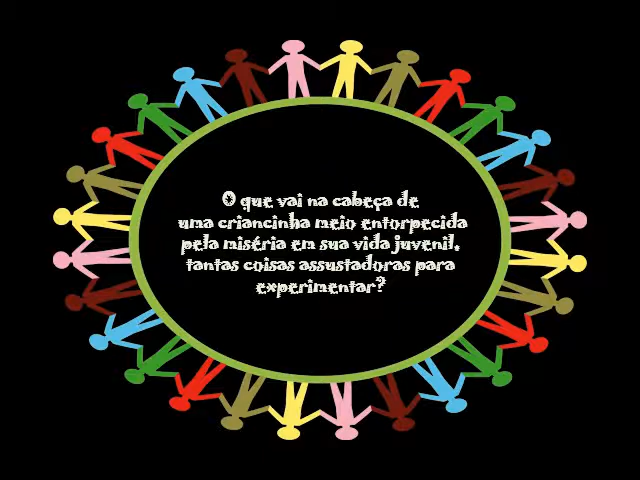 O que vai na cabeça de
uma criancinha meio entorpecida
pela miséria em sua vida juvenil,
tantas coisas assustadoras para
experimentar?